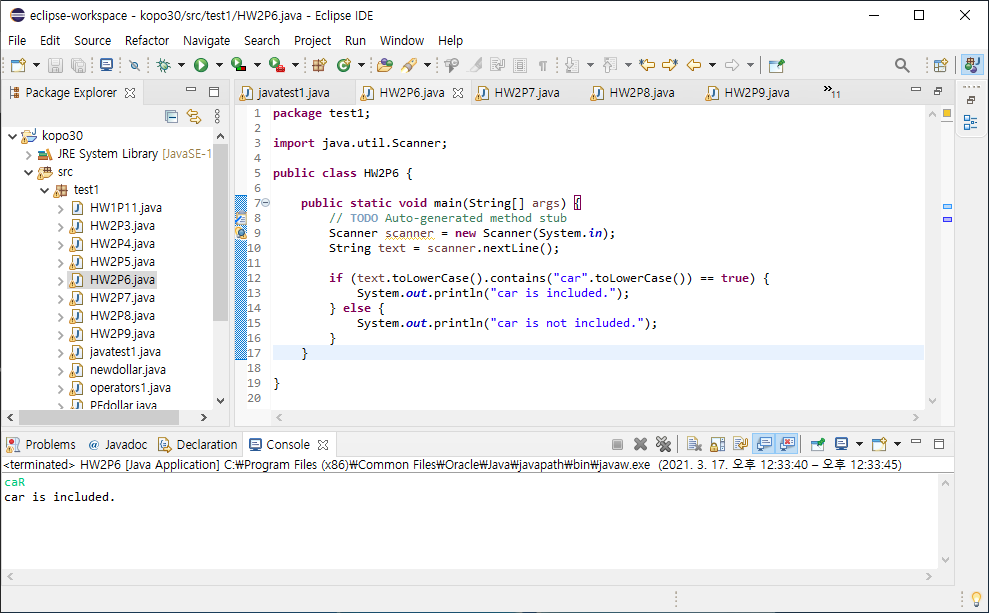 eclipse-workspace - kopo30/src/test1/HW2P6.java - Eclipse IDE
File Edit Source Refactor Navigate Search Project Run Window Help
Package Explorer
javatest1.java HW2P6.java HW2P7.java HW2P8.java HW2P9.java »11
kopo30
JRE System Library [JavaSE-1
src
test1
HW1P11.java
HW2P3.java
HW2P4.java
HW2P5.java
HW2P6.java
HW2P7.java
HW2P8.java
HW2P9.java
javatest1.java
newdollar.java
operators1.java
PFdollar.java
1 package test1;
2
3 import java.util.Scanner;
4
5 public class HW2P6 {
6
7 public static void main(String[] args) {
8 // TODO Auto-generated method stub
9 Scanner scanner = new Scanner(System.in);
10 String text = scanner.nextLine();
11
12 if (text.toLowerCase().contains("car".toLowerCase()) == true) {
13 System.out.println("car is included.");
14 } else {
15 System.out.println("car is not included.");
16 }
17 }
18
19 }
20
Problems @ Javadoc Declaration Console
<terminated> HW2P6 [Java Application] C:₩Program Files (x86)₩Common Files₩Oracle₩Java₩javapath₩bin₩javaw.exe (2021. 3. 17. 오후 12:33:40 – 오후 12:33:45)
caR
car is included.